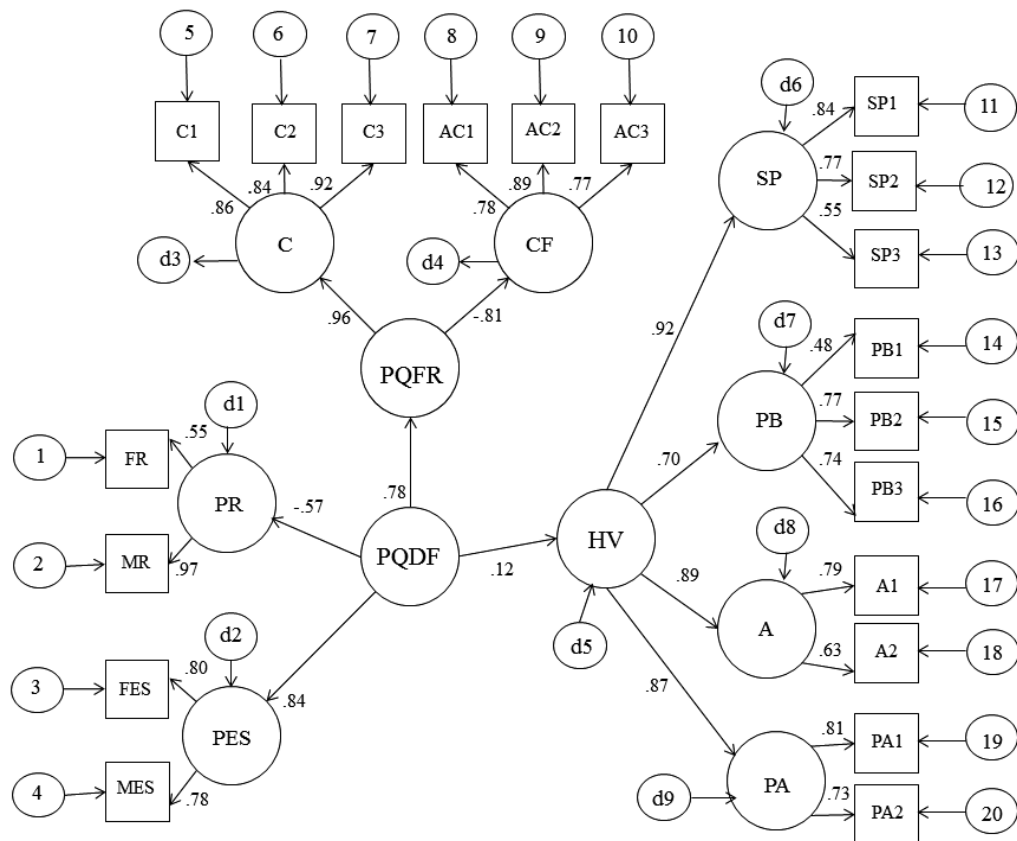 5 6 7 8 9 10
C1 C2 C3 AC1 AC2 AC3
d6
.84 SP1 11
.86 .84 .92 .78 .89 .77
SP .77 SP2 12
.55 SP3 13
d3 C d4 CF
.96 -.81
PQFR
.92
d7
.48 PB1 14
PB .77 PB2 15
.70 .74 PB3 16
d1
1 FR .55
PR
2 MR .97
-.57
.78
PQDF
.12
HV
d5
d8
.89 A .79 A1 17
.63 A2 18
d2
3 FES .80
PES .84
4 MES .78
.87
.81 PA1 19
d9 PA .73 PA2 20